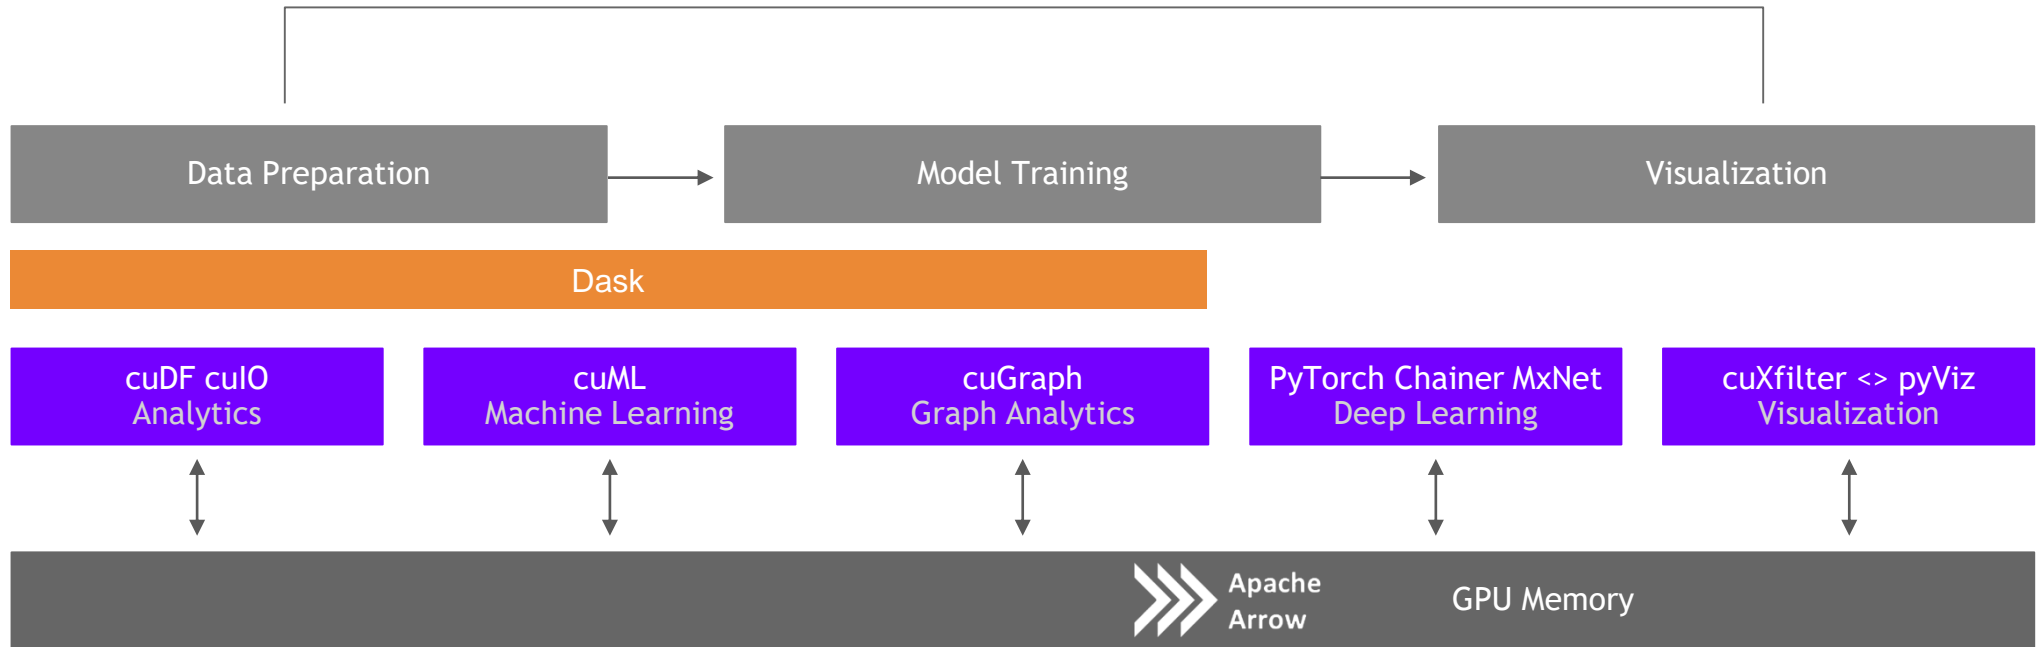 Data Preparation
Model Training
Visualization
Dask
cuDF cuIO
Analytics
cuML
Machine Learning
cuGraph
Graph Analytics
PyTorch Chainer MxNet
Deep Learning
cuXfilter <> pyViz
Visualization
Apache
Arrow
GPU Memory